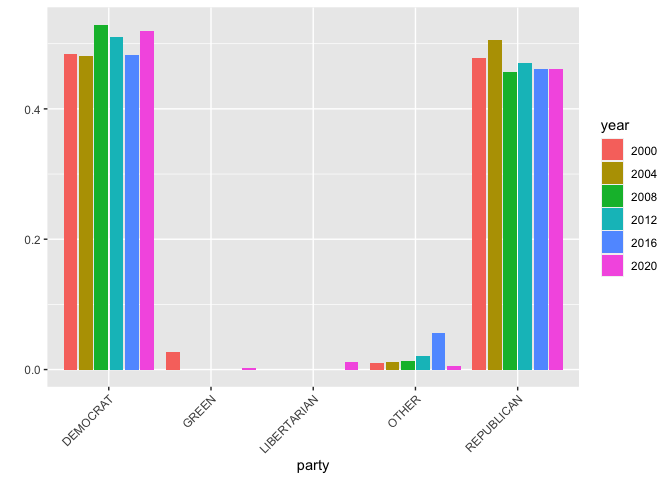 0.4
0.2
0.0
DEMOCRAT
GREEN
LIBERTARIAN
OTHER
REPUBLICAN
party
year
2000
2004
2008
2012
2016
2020